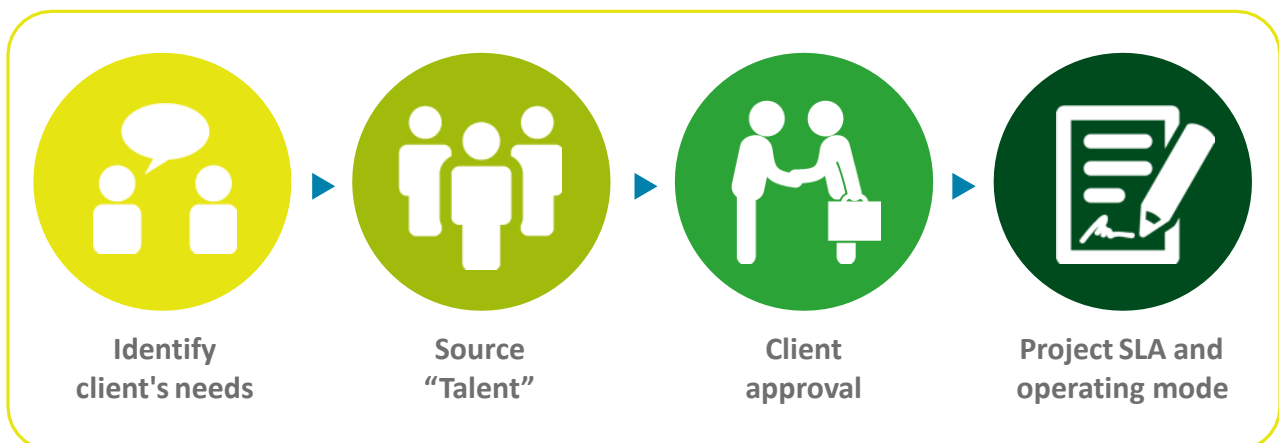 Identify
client's needs
Source
“Talent”
Client
approval
Project SLA and
operating mode